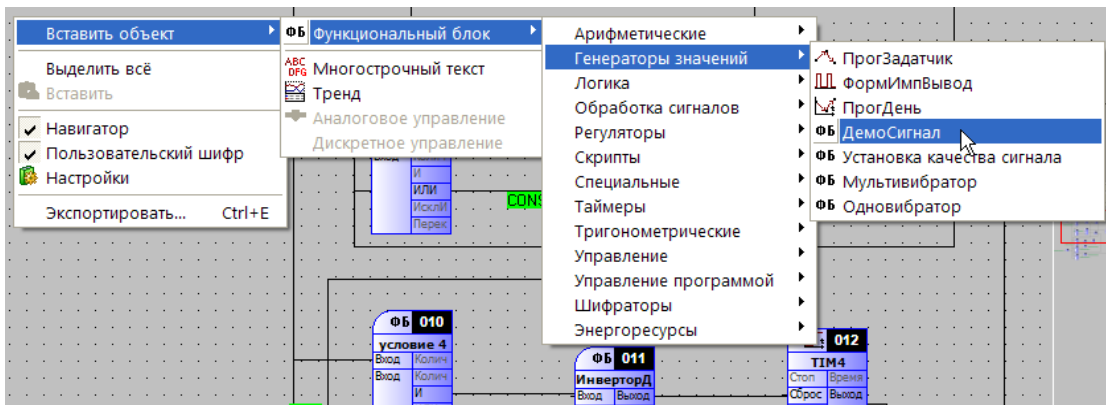 Вставить объект
Выделить всё
Вставить
Навигатор
Пользовательский шифр
Настройки
Экспортировать... Ctrl+E
ФБ Функциональный блок
ABC
DFG
Многострочный текст
Тренд
Аналоговое управление
Дискретное управление
Арифметические
Генераторы значений
Логика
Обработка сигналов
Регуляторы
Скрипты
Специальные
Таймеры
Тригонометрические
Управление
Управление программой
Шифраторы
Энергоресурсы
ПрогЗадатчик
ФормИмпВывод
ПрогДень
ФБ ДемоСигнал
ФБ Установка качества сигнала
ФБ Мультивибратор
ФБ Одновибратор
И
ИЛИ
ИсклИ
Перек
CONS
ФБ 010
условие 4
Вход Колич
Вход Колич
И
ФБ 011
ИнверторД
Вход Выход
012
TIM4
Стоп Время
Сброс Выход